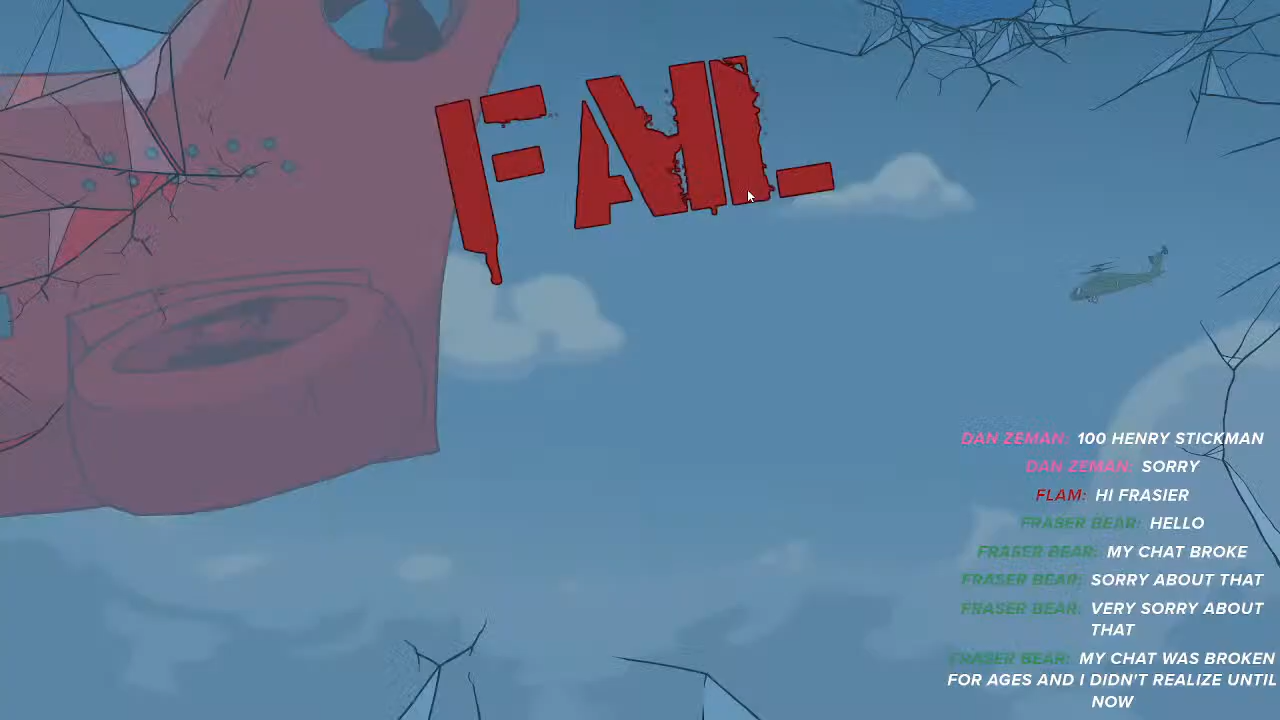 FAIL
DAN ZEMAN: 100 HENRY STICKMAN
DAN ZEMAN: SORRY
FLAM: HI FRASIER
FRASER BEAR: HELLO
FRASER BEAR: MY CHAT BROKE
FRASER BEAR: SORRY ABOUT THAT
FRASER BEAR: VERY SORRY ABOUT
THAT
FRASER BEAR: MY CHAT WAS BROKEN
FOR AGES AND I DIDN'T REALIZE UNTIL
NOW